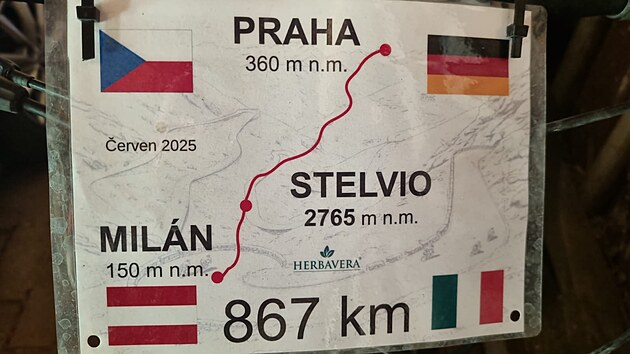 PRAHA
360 m n.m.
Červen 2025
STELVIO
2765 m n.m.
MILÁN
150 m n.m.
HERBAVERA®
867 km